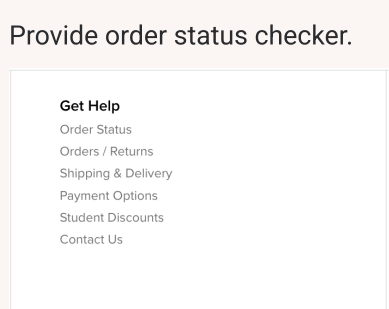 Provide order status checker.
Get Help
Order Status
Orders / Returns
Shipping & Delivery
Payment Options
Student Discounts
Contact Us